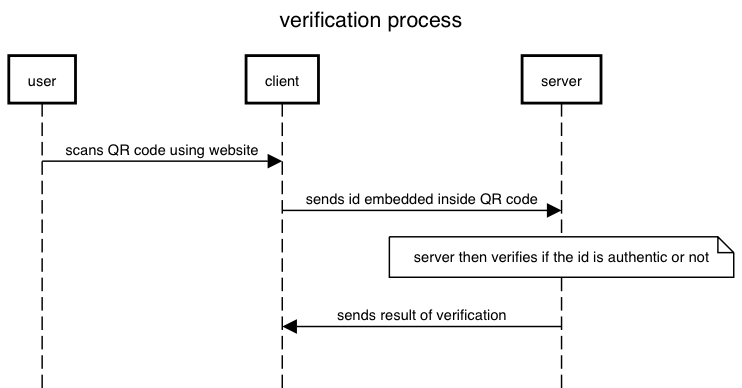 verification process
user
client
server
scans QR code using website
sends id embedded inside QR code
server then verifies if the id is authentic or not
sends result of verification